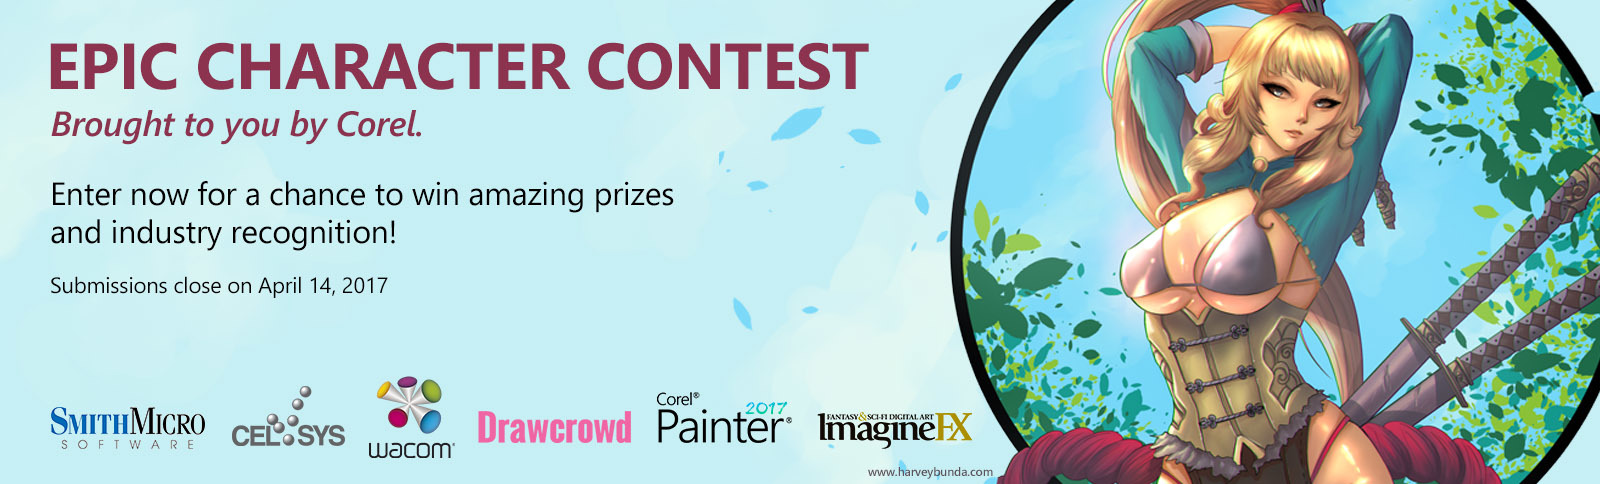 EPIC CHARACTER CONTEST
Brought to you by Corel.
Enter now for a chance to win amazing prizes
and industry recognition!
Submissions close on April 14, 2017
SMITHMICRO
SOFTWARE
CELSYS
wacom®
Drawcrowd
Corel®
Painter® 2017
FANTASY & SCI-FI DIGITAL ART
ImagineFX
www.harveybunda.com